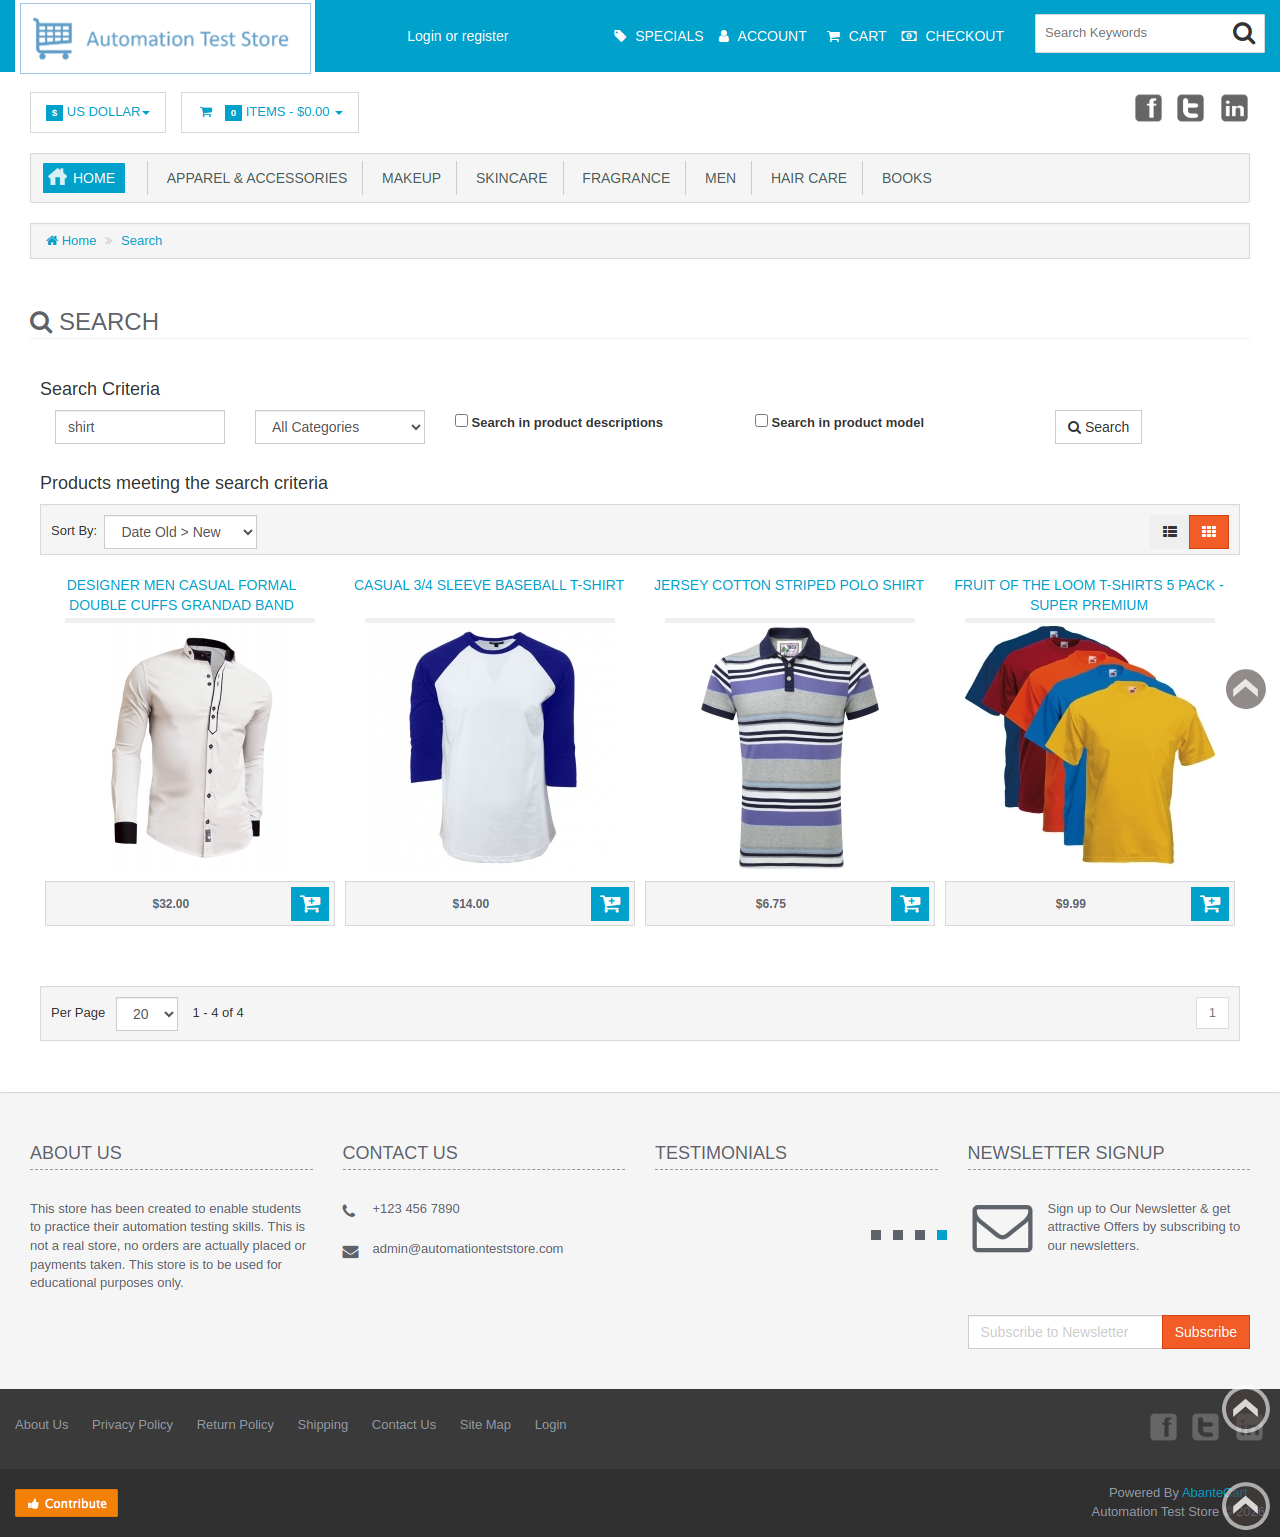 Automation Test Store
Login or register
SPECIALS
ACCOUNT
CART
CHECKOUT
Search Keywords
$ US DOLLAR
0 ITEMS - $0.00
HOME
APPAREL & ACCESSORIES
MAKEUP
SKINCARE
FRAGRANCE
MEN
HAIR CARE
BOOKS
Home
Search
SEARCH
Search Criteria
shirt
All Categories
Search in product descriptions
Search in product model
Search
Products meeting the search criteria
Sort By:
Date Old > New
DESIGNER MEN CASUAL FORMAL
DOUBLE CUFFS GRANDAD BAND
CASUAL 3/4 SLEEVE BASEBALL T-SHIRT
JERSEY COTTON STRIPED POLO SHIRT
FRUIT OF THE LOOM T-SHIRTS 5 PACK -
SUPER PREMIUM
$32.00
$14.00
$6.75
$9.99
Per Page
20
1 - 4 of 4
1
ABOUT US
This store has been created to enable students
to practice their automation testing skills. This is
not a real store, no orders are actually placed or
payments taken. This store is to be used for
educational purposes only.
CONTACT US
+123 456 7890
admin@automationteststore.com
TESTIMONIALS
NEWSLETTER SIGNUP
Sign up to Our Newsletter & get
attractive Offers by subscribing to
our newsletters.
Subscribe to Newsletter
Subscribe
About Us
Privacy Policy
Return Policy
Shipping
Contact Us
Site Map
Login
Contribute
Powered By AbanteCart
Automation Test Store ©